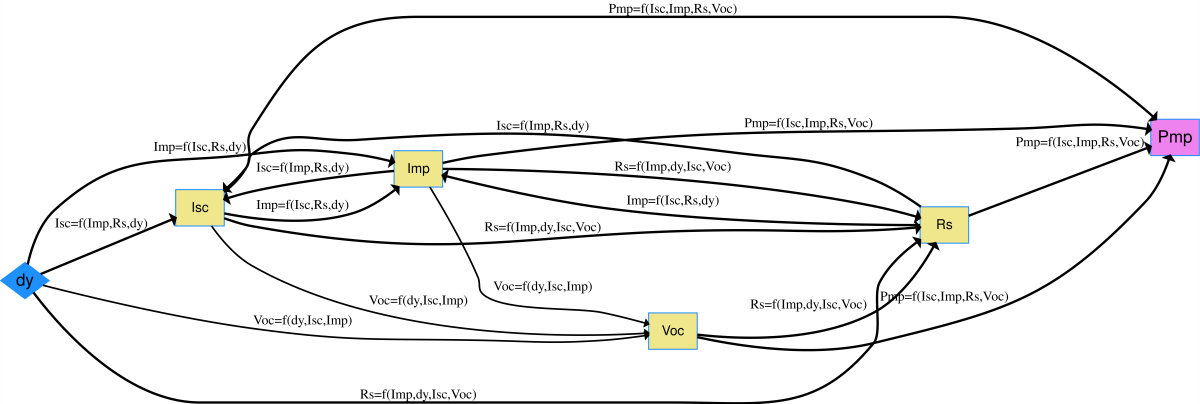 Pmp=f(Isc,Imp,Rs,Voc)
Isc=f(Imp,Rs,dy)
Pmp=f(Isc,Imp,Rs,Voc)
Pmp
Pmp=f(Isc,Imp,Rs,Voc)
Imp=f(Isc,Rs,dy)
Isc=f(Imp,Rs,dy)
Imp
Rs=f(Imp,dy,Isc,Voc)
Isc
Imp=f(Isc,Rs,dy)
Imp=f(Isc,Rs,dy)
Isc=f(Imp,Rs,dy)
Rs=f(Imp,dy,Isc,Voc)
Rs
dy
Voc=f(dy,Isc,Imp)
Voc=f(dy,Isc,Imp)
Rs=f(Imp,dy,Isc,Voc)
Pmp=f(Isc,Imp,Rs,Voc)
Voc=f(dy,Isc,Imp)
Voc
Rs=f(Imp,dy,Isc,Voc)